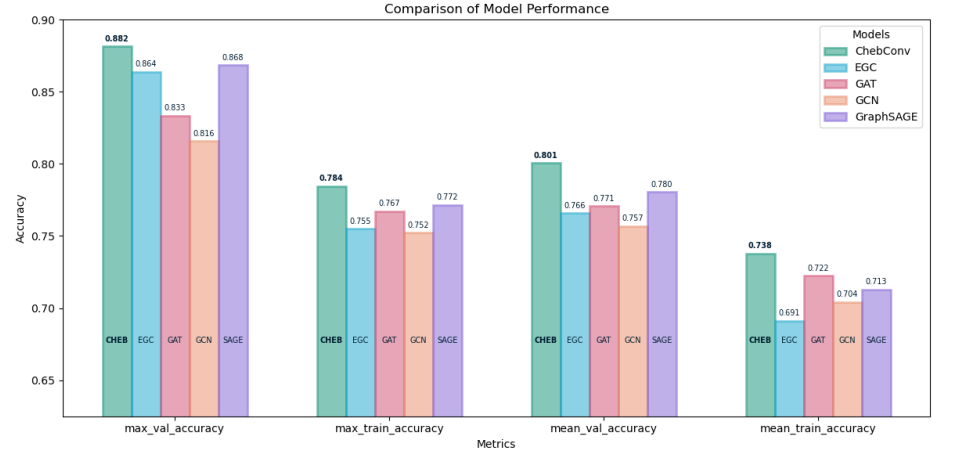 Comparison of Model Performance
Accuracy
0.90
0.85
0.80
0.75
0.70
0.65
Models
ChebConv
EGC
GAT
GCN
GraphSAGE
0.882
0.864
0.833
0.816
0.868
0.784
0.755
0.767
0.752
0.772
0.801
0.766
0.771
0.757
0.780
0.738
0.691
0.722
0.704
0.713
CHEB EGC GAT GCN SAGE CHEB EGC GAT GCN SAGE CHEB EGC GAT GCN SAGE CHEB EGC GAT GCN SAGE
max_val_accuracy max_train_accuracy mean_val_accuracy mean_train_accuracy
Metrics